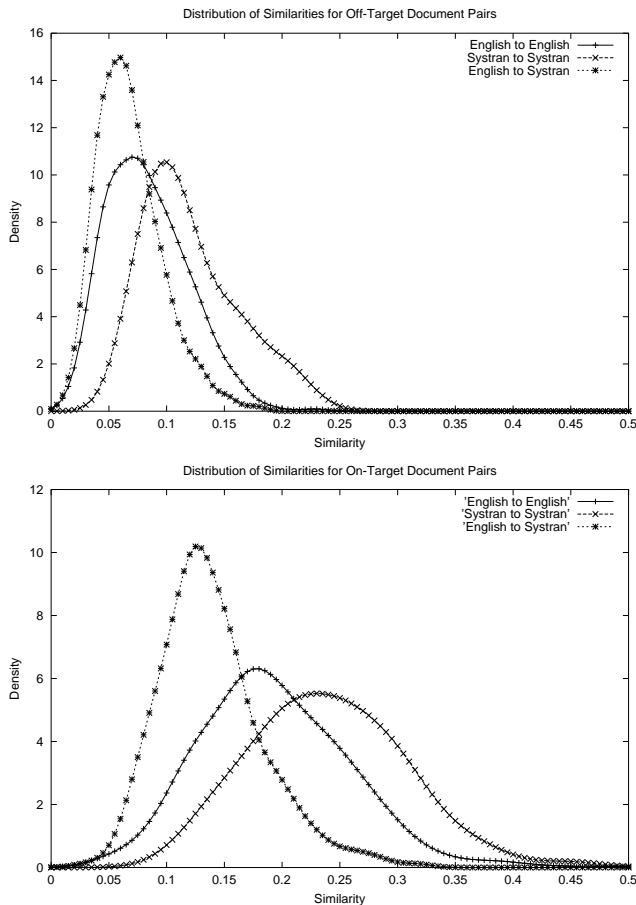 Distribution of Similarities for Off-Target Document Pairs
16
14
12
10
8
6
4
2
0
Density
English to English
Systran to Systran
English to Systran
0 0.05 0.1 0.15 0.2 0.25 0.3 0.35 0.4 0.45 0.5
Similarity
Distribution of Similarities for On-Target Document Pairs
12
10
8
6
4
2
0
Density
'English to English'
'Systran to Systran'
'English to Systran'
0 0.05 0.1 0.15 0.2 0.25 0.3 0.35 0.4 0.45 0.5
Similarity